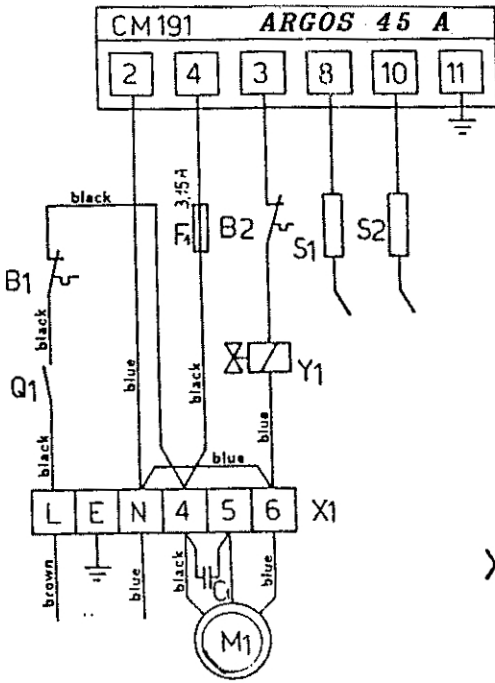 CM191 ARGOS 45 A
2 4 3 8 10 11
black
3,15A
F1
B2
S1
S2
B1
black
Q1
blue
black
Y1
black
blue
blue
L E N 4 5 6 X1
brown
blue
black
C1
blue
M1